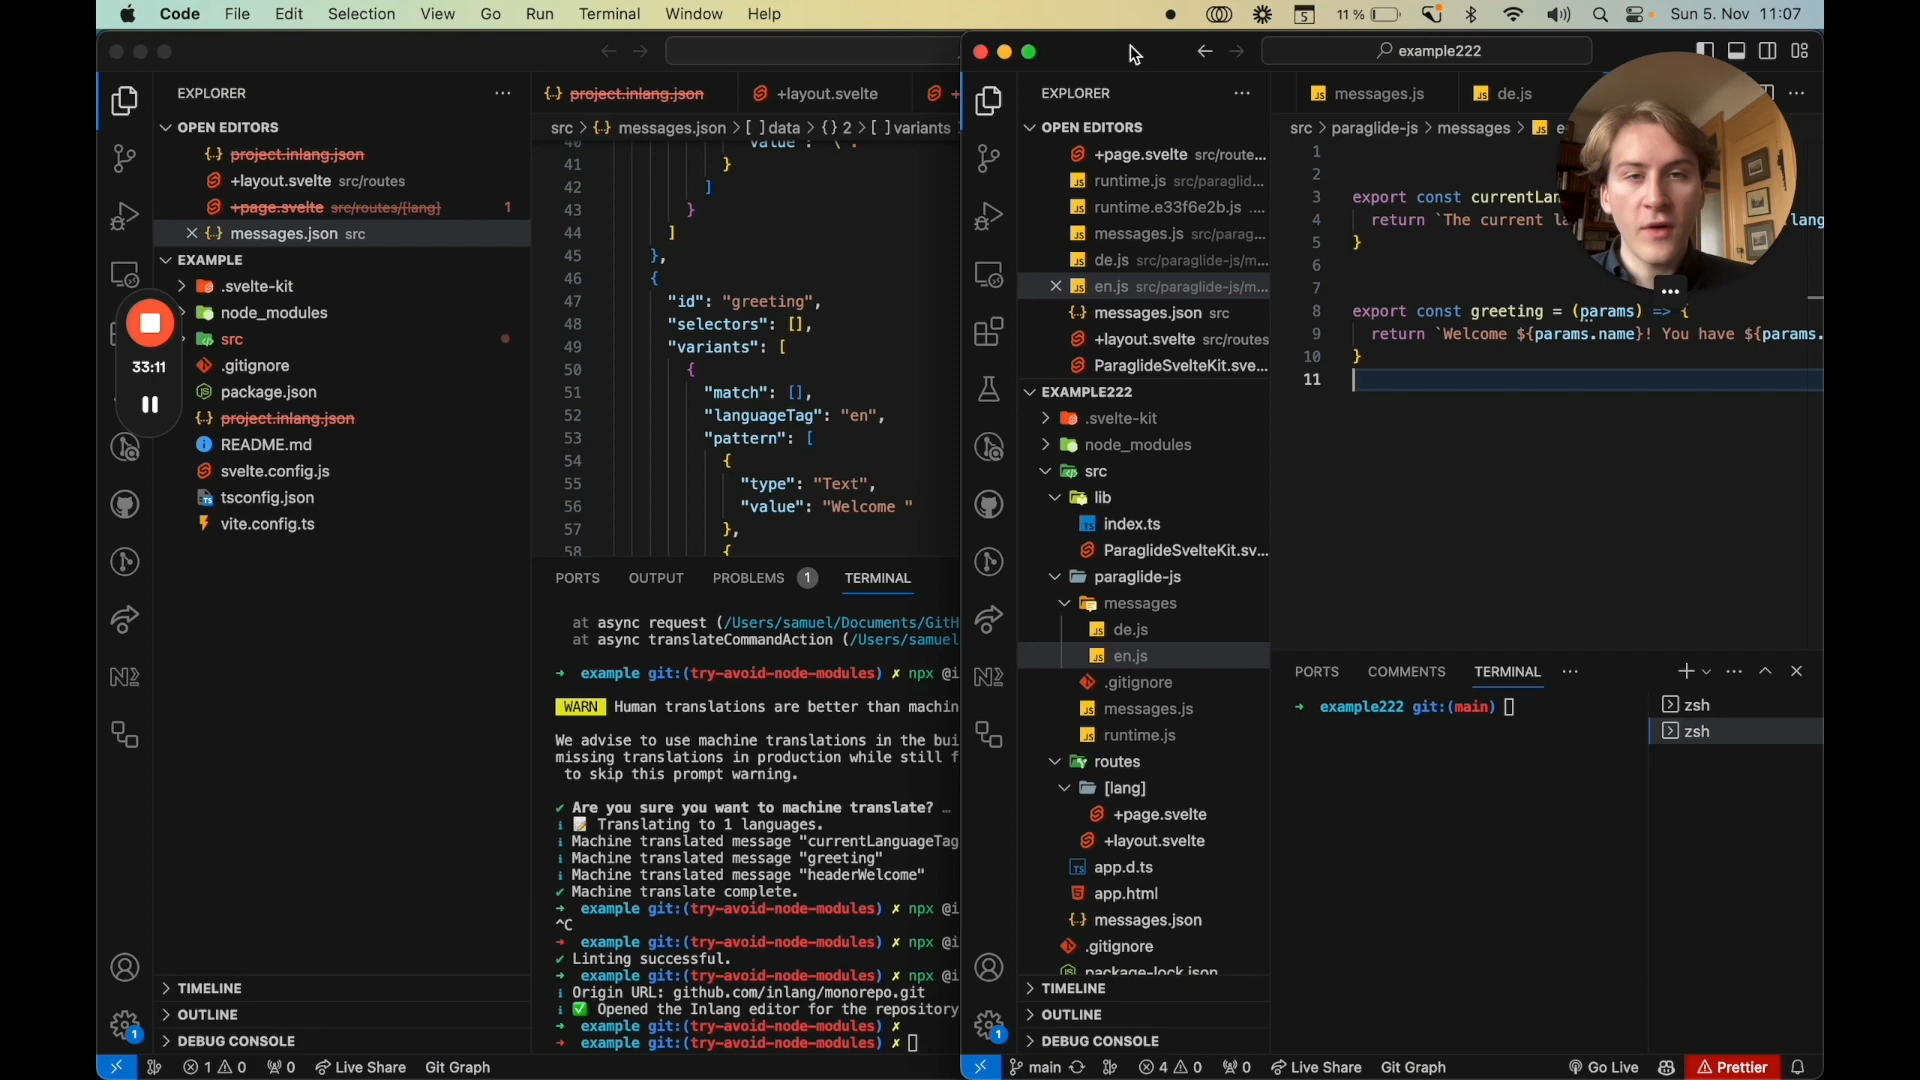 Code File Edit Selection View Go Run Terminal Window Help
5 11 % Sun 5. Nov 11:07
EXPLORER
OPEN EDITORS
project.inlang.json
+layout.svelte src/routes
+page.svelte src/routes/[lang] 1
messages.json src
EXAMPLE
.svelte-kit
node_modules
src
.gitignore
package.json
project.inlang.json
README.md
svelte.config.js
tsconfig.json
vite.config.ts
33:11
TIMELINE
OUTLINE
DEBUG CONSOLE
1
project.inlang.json +layout.svelte
src > messages.json > [ ] data > {} 2 > [ ] variants
41 }
42 ]
43 }
44 ]
45 },
46 {
47 "id": "greeting",
48 "selectors": [],
49 "variants": [
50 {
51 "match": [],
52 "languageTag": "en",
53 "pattern": [
54 {
55 "type": "Text",
56 "value": "Welcome "
57 },
58 {
PORTS OUTPUT PROBLEMS 1 TERMINAL
at async request (/Users/samuel/Documents/GitH
at async translateCommandAction (/Users/samuel
➜ example git:(try-avoid-node-modules) ✗ npx @i
WARN Human translations are better than machin
We advise to use machine translations in the bui
missing translations in production while still f
to skip this prompt warning.
✔ Are you sure you want to machine translate? …
ℹ 📝 Translating to 1 languages.
ℹ Machine translated message "currentLanguageTag
ℹ Machine translated message "greeting"
ℹ Machine translated message "headerWelcome"
✔ Machine translate complete.
➜ example git:(try-avoid-node-modules) ✗ npx @i
^C
➜ example git:(try-avoid-node-modules) ✗ npx @i
✔ Linting successful.
➜ example git:(try-avoid-node-modules) ✗ npx @i
ℹ Origin URL: github.com/inlang/monorepo.git
ℹ ✅ Opened the Inlang editor for the repository
➜ example git:(try-avoid-node-modules) ✗
➜ example git:(try-avoid-node-modules) ✗
1 0 0 Live Share Git Graph
example222
EXPLORER
OPEN EDITORS
+page.svelte src/route...
runtime.js src/paraglid...
runtime.e33f6e2b.js ....
messages.js src/parag...
de.js src/paraglide-js/m...
en.js src/paraglide-js/m...
messages.json src
+layout.svelte src/routes
ParaglideSvelteKit.sve...
EXAMPLE222
.svelte-kit
node_modules
src
lib
index.ts
ParaglideSvelteKit.sv...
paraglide-js
messages
de.js
en.js
.gitignore
messages.js
runtime.js
routes
[lang]
+page.svelte
+layout.svelte
app.d.ts
app.html
messages.json
.gitignore
package-lock.json
TIMELINE
OUTLINE
DEBUG CONSOLE
1
messages.js de.js
src > paraglide-js > messages >
1
2
3 export const currentLan
4 return `The current la lang
5 }
6
7
8 export const greeting = (params) => {
9 return `Welcome ${params.name}! You have ${params.
10 }
11
PORTS COMMENTS TERMINAL
➜ example222 git:(main)
zsh
zsh
main 4 0 0 Live Share Git Graph Go Live Prettier